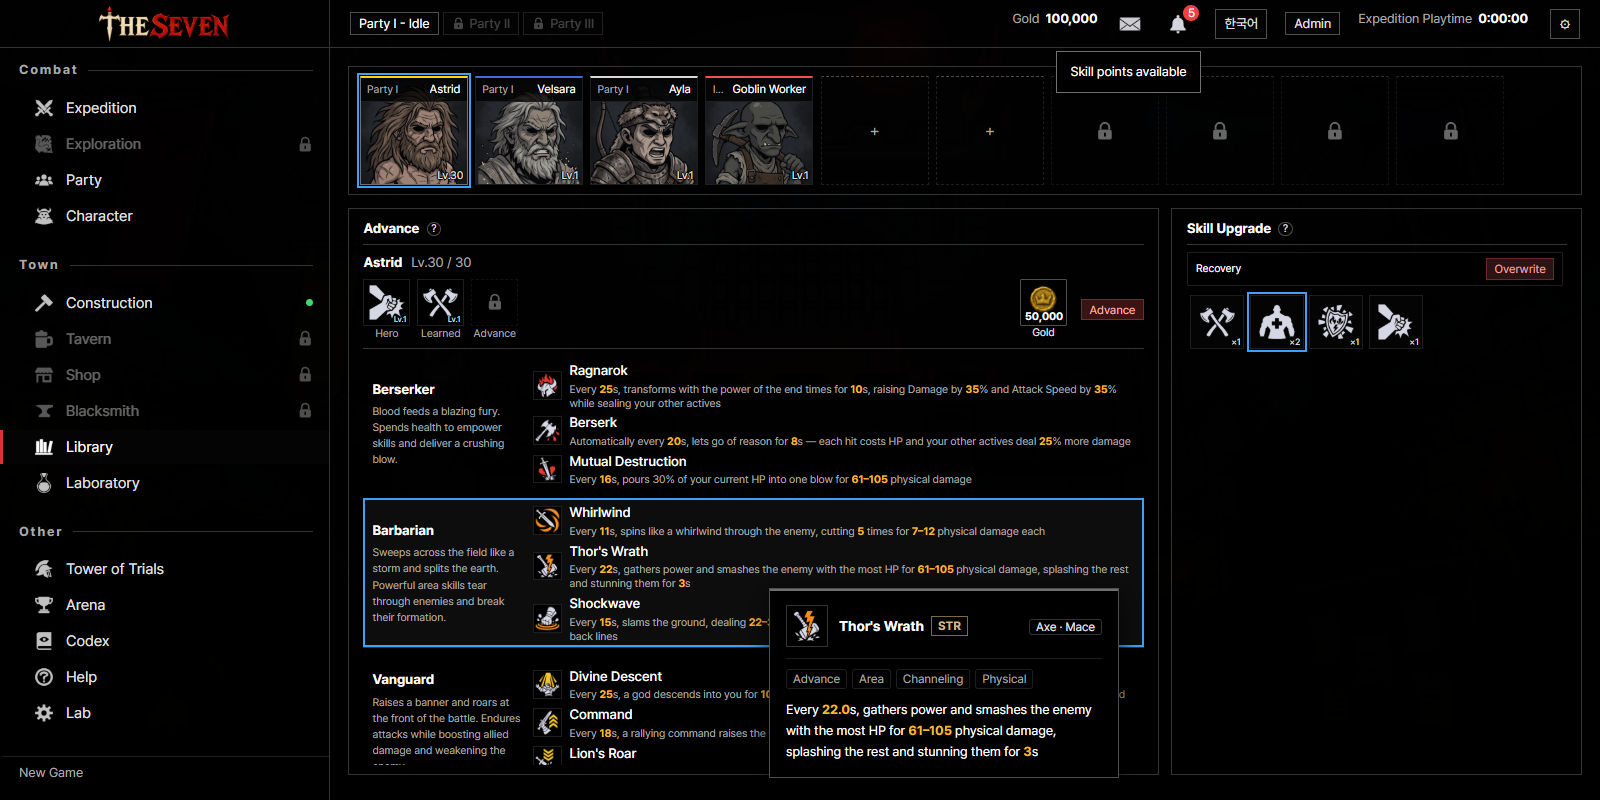 THE SEVEN
Party I - Idle
Party II
Party III
Gold 100,000
5
한국어
Admin
Expedition Playtime 0:00:00
Skill points available
Combat
Expedition
Exploration
Party
Character
Town
Construction
Tavern
Shop
Blacksmith
Library
Laboratory
Other
Tower of Trials
Arena
Codex
Help
Lab
New Game
Party I Astrid
Lv.30
Party I Velsara
Lv.1
Party I Ayla
Lv.1
I... Goblin Worker
Lv.1
+
+
Advance ?
Astrid Lv.30 / 30
Lv.1
Hero
Lv.1
Learned
Advance
50,000
Gold
Advance
Berserker
Blood feeds a blazing fury.
Spends health to empower
skills and deliver a crushing
blow.
Ragnarok
Every 25s, transforms with the power of the end times for 10s, raising Damage by 35% and Attack Speed by 35%
while sealing your other actives
Berserk
Automatically every 20s, lets go of reason for 8s — each hit costs HP and your other actives deal 25% more damage
Mutual Destruction
Every 16s, pours 30% of your current HP into one blow for 61–105 physical damage
Barbarian
Sweeps across the field like a
storm and splits the earth.
Powerful area skills tear
through enemies and break
their formation.
Whirlwind
Every 11s, spins like a whirlwind through the enemy, cutting 5 times for 7–12 physical damage each
Thor's Wrath
Every 22s, gathers power and smashes the enemy with the most HP for 61–105 physical damage, splashing the rest
and stunning them for 3s
Shockwave
Every 15s, slams the ground, dealing 22–
back lines
Vanguard
Raises a banner and roars at
the front of the battle. Endures
attacks while boosting allied
damage and weakening the
Divine Descent
Every 25s, a god descends into you for 10
Command
Every 18s, a rallying command raises the
Lion's Roar
Thor's Wrath STR
Axe · Mace
Advance Area Channeling Physical
Every 22.0s, gathers power and smashes the enemy
with the most HP for 61–105 physical damage,
splashing the rest and stunning them for 3s
Skill Upgrade ?
Recovery
Overwrite
×1
×2
×1
×1